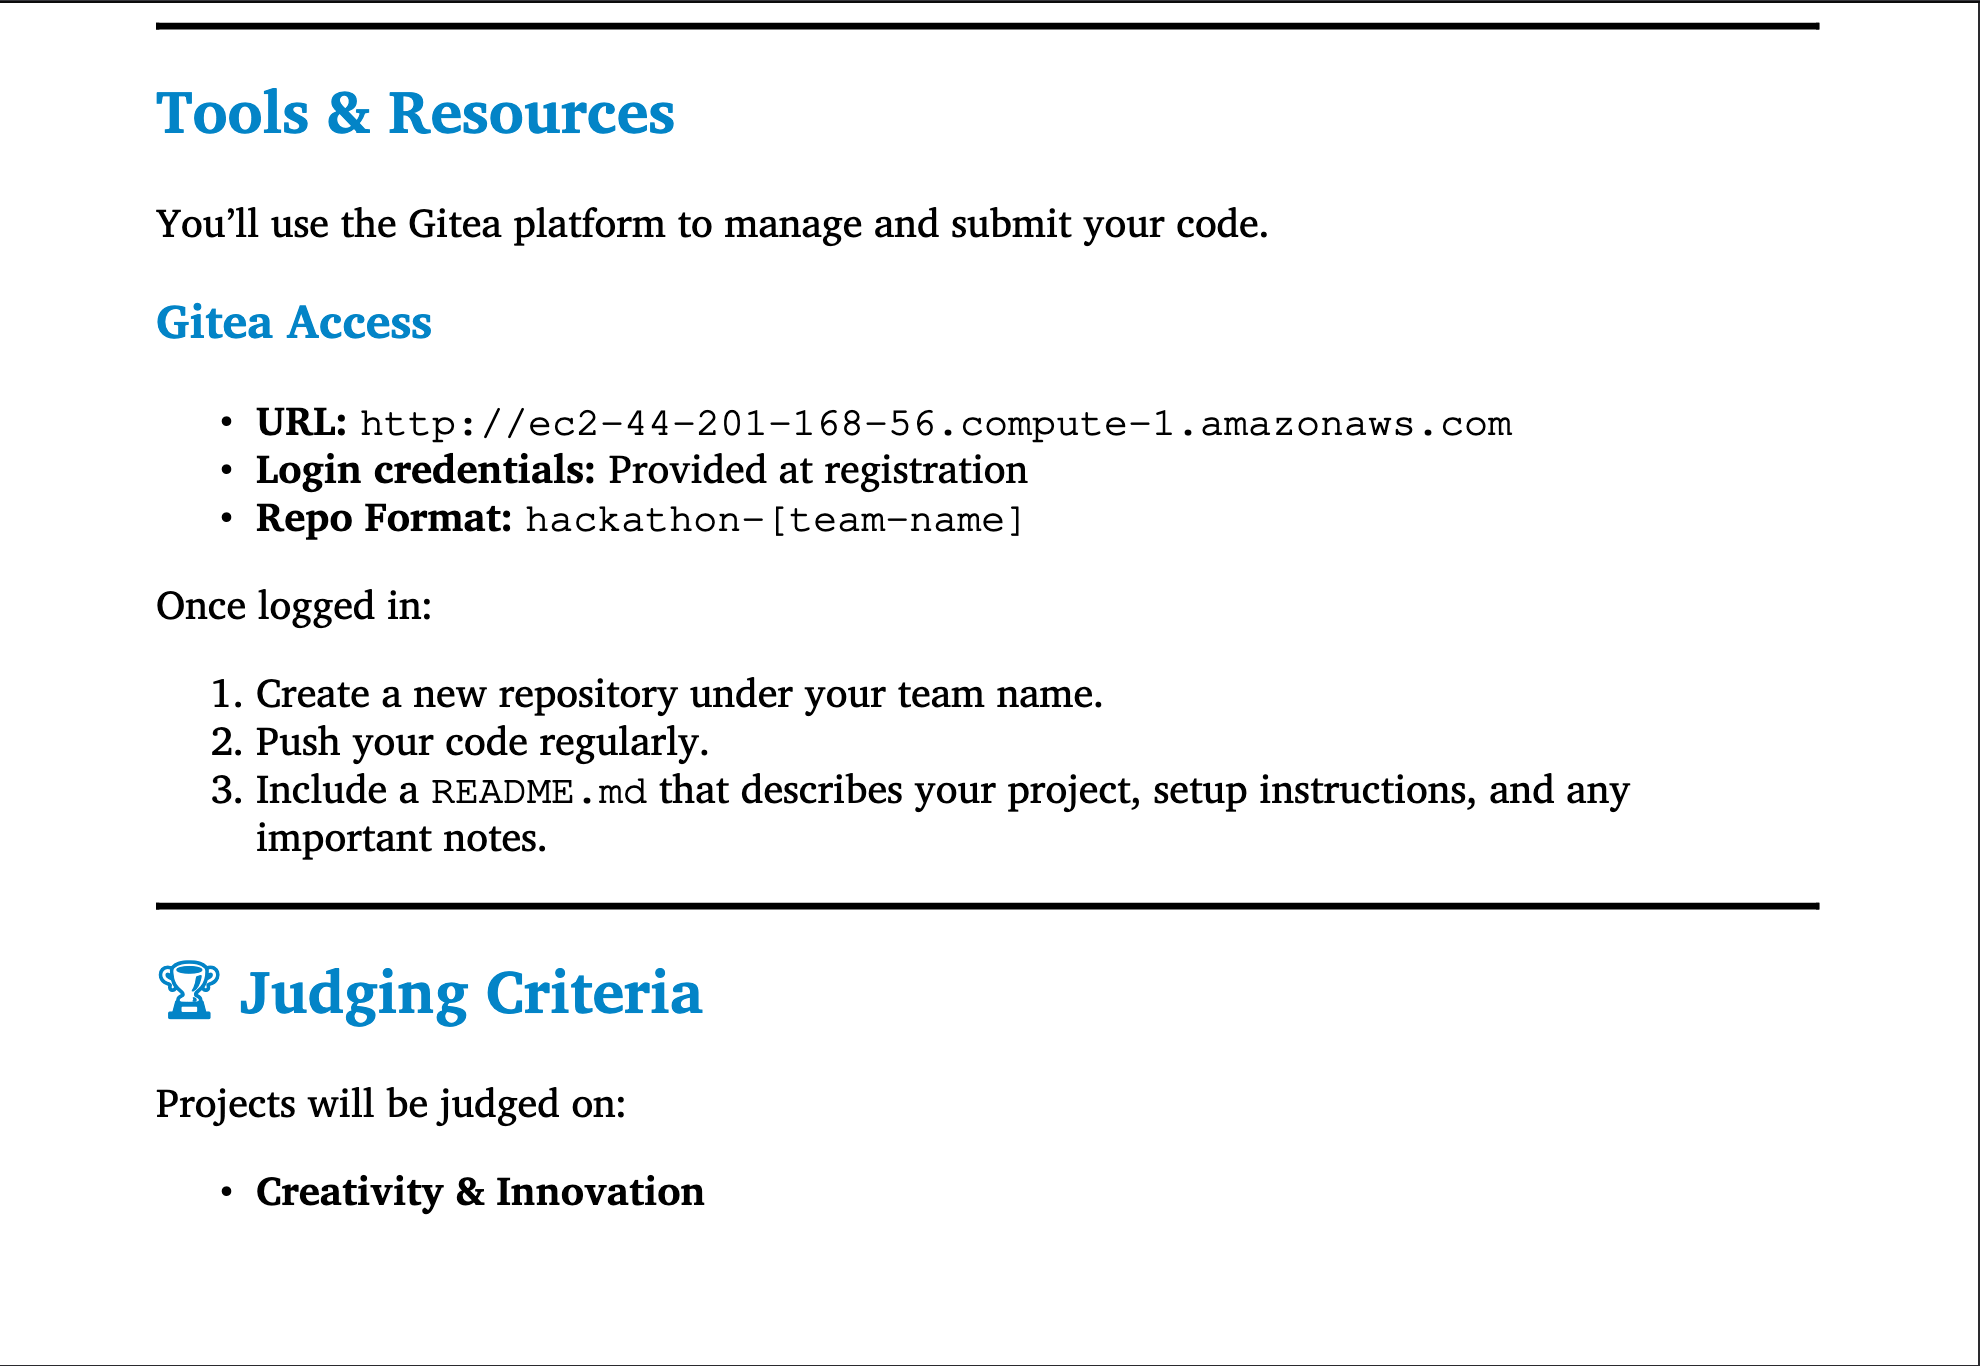 Tools & Resources
You’ll use the Gitea platform to manage and submit your code.
Gitea Access
• URL: http://ec2-44-201-168-56.compute-1.amazonaws.com
• Login credentials: Provided at registration
• Repo Format: hackathon-[team-name]
Once logged in:
1. Create a new repository under your team name.
2. Push your code regularly.
3. Include a README.md that describes your project, setup instructions, and any
important notes.
🏆 Judging Criteria
Projects will be judged on:
• Creativity & Innovation